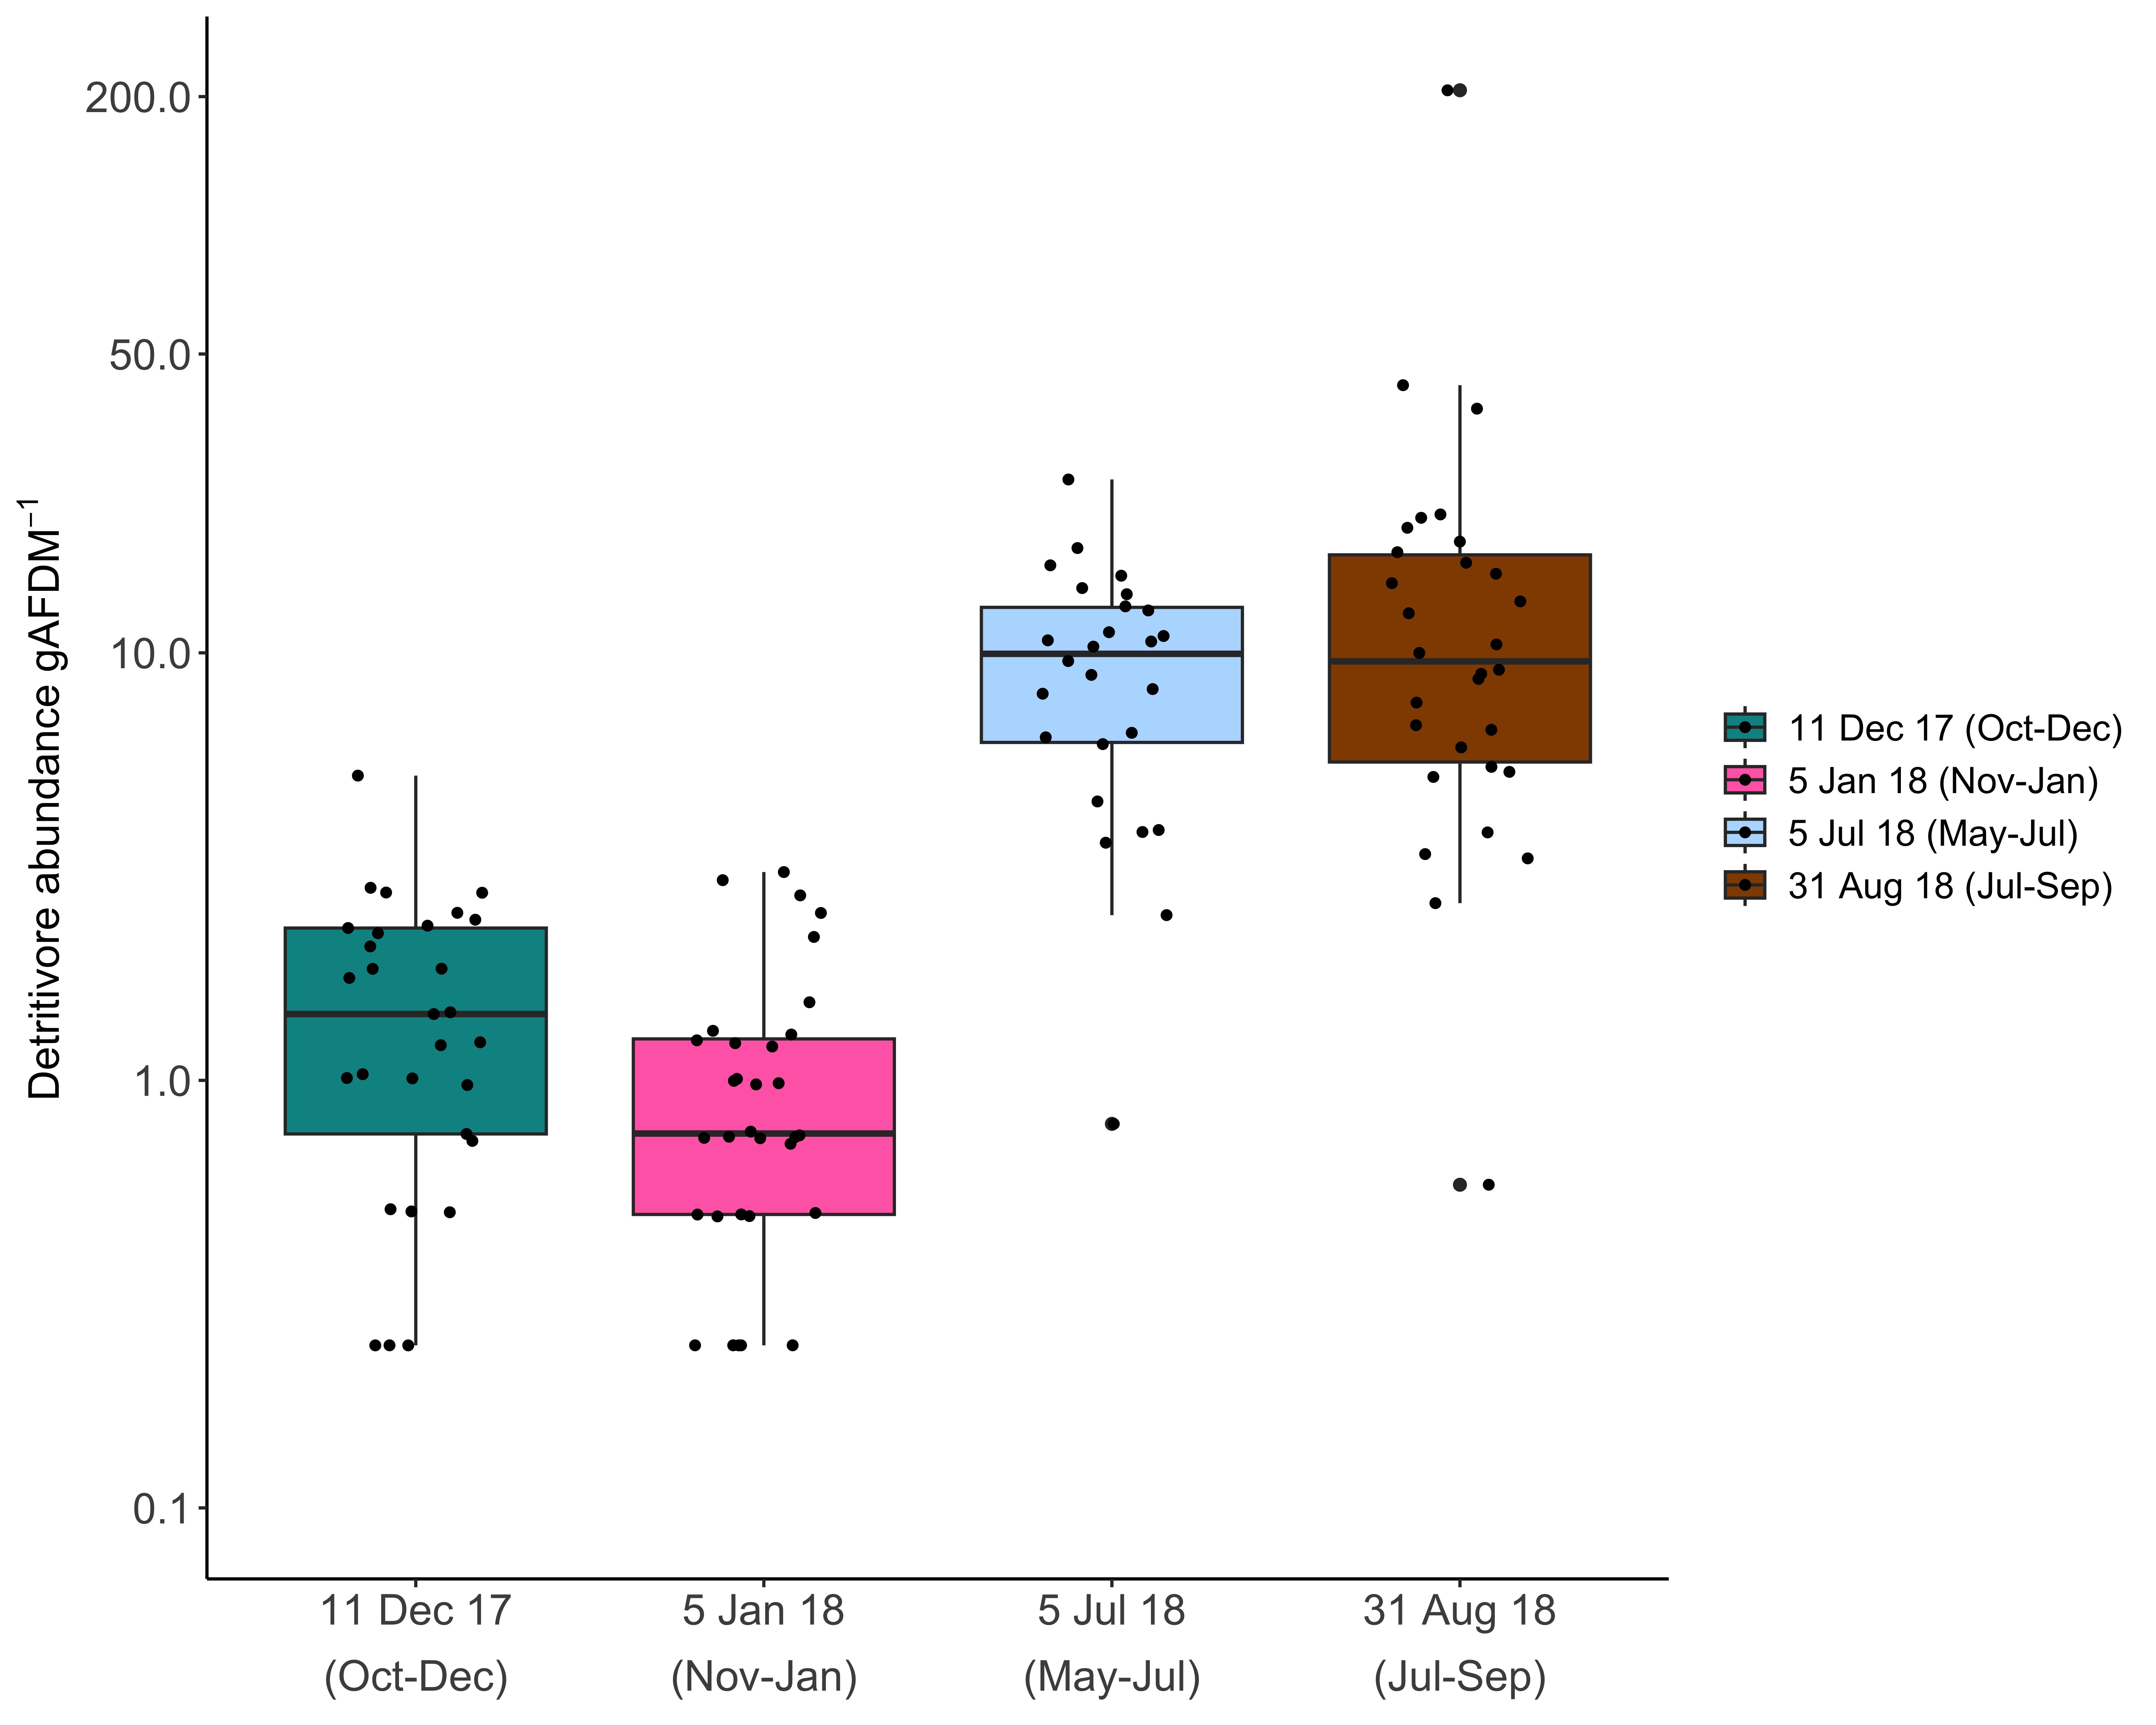 Detritivore abundance gAFDM⁻¹
200.0
50.0
10.0
1.0
0.1
11 Dec 17
(Oct-Dec)
5 Jan 18
(Nov-Jan)
5 Jul 18
(May-Jul)
31 Aug 18
(Jul-Sep)
11 Dec 17 (Oct-Dec)
5 Jan 18 (Nov-Jan)
5 Jul 18 (May-Jul)
31 Aug 18 (Jul-Sep)